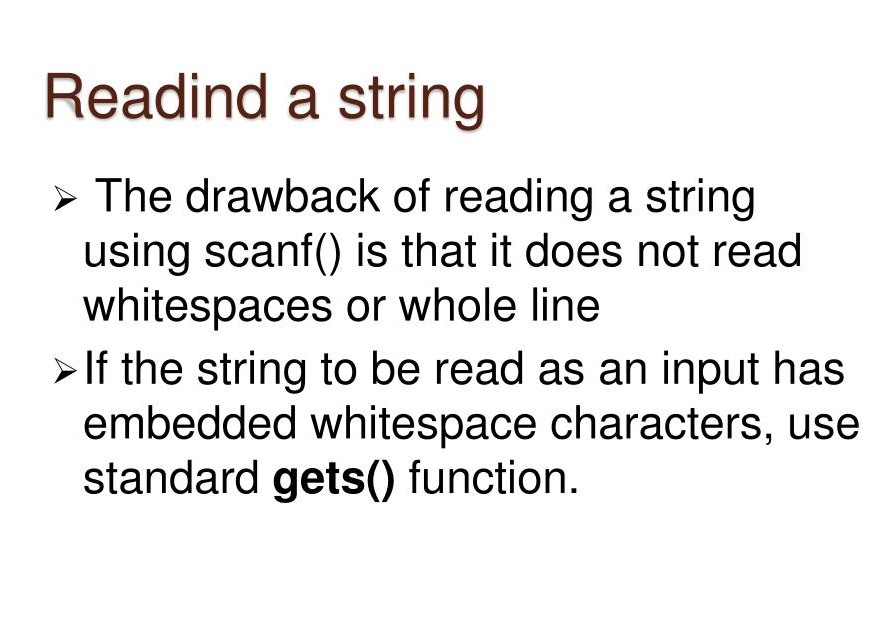 Readind a string
➢ The drawback of reading a string
using scanf() is that it does not read
whitespaces or whole line
➢If the string to be read as an input has
embedded whitespace characters, use
standard gets() function.